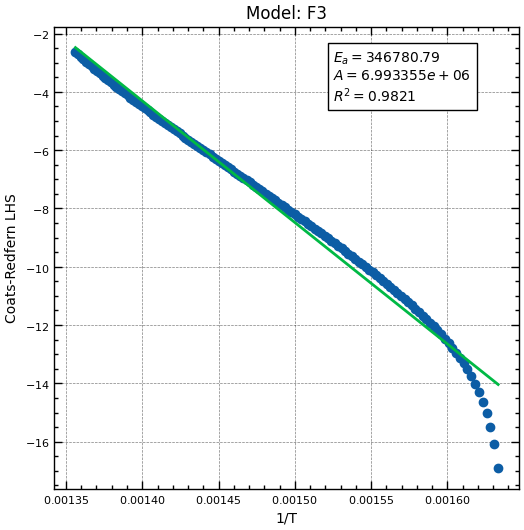 Model: F3
E_a = 346780.79
A = 6.993355e + 06
R^2 = 0.9821
Coats-Redfern LHS
−2
−4
−6
−8
−10
−12
−14
−16
0.00135 0.00140 0.00145 0.00150 0.00155 0.00160
1/T